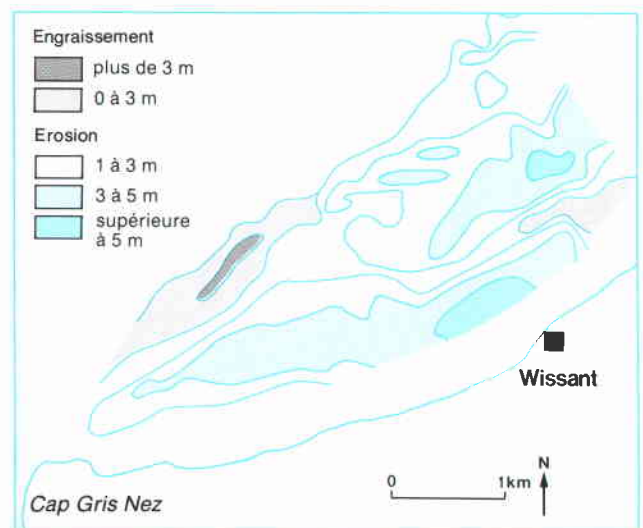 Engraissement
plus de 3 m
0 à 3 m
Erosion
1 à 3 m
3 à 5 m
supérieure
à 5 m
Wissant
Cap Gris Nez
0 1km
N